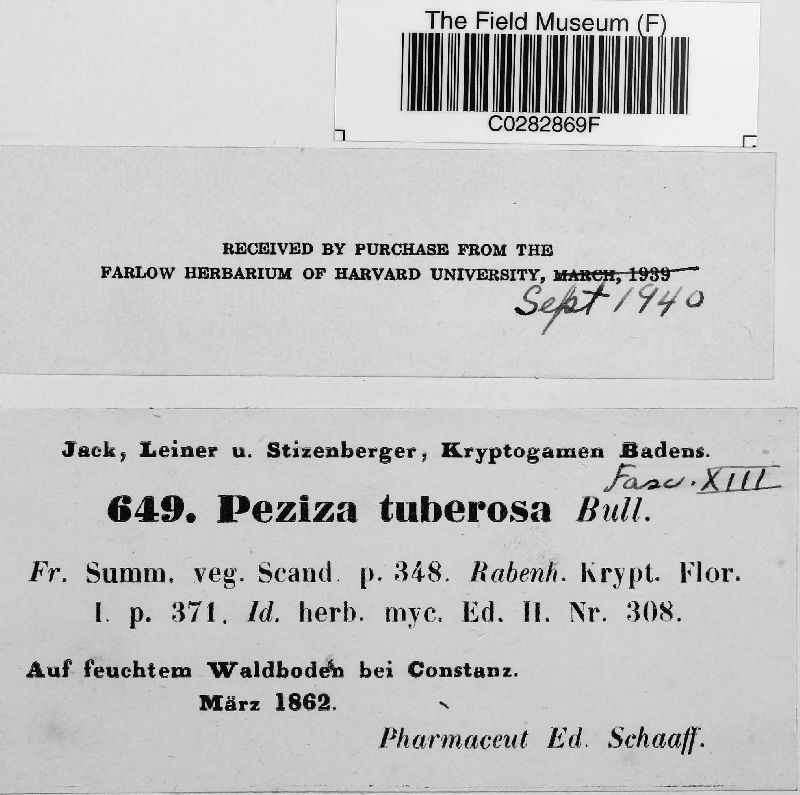 The Field Museum (F)
C0282869F
RECEIVED BY PURCHASE FROM THE
FARLOW HERBARIUM OF HARVARD UNIVERSITY, MARCH, 1939
Sept 1940
Jack, Leiner u. Stizenberger, Kryptogamen Badens.
Fasc. XIII
649. Peziza tuberosa Bull.
Fr. Summ. veg. Scand. p. 348. Rabenh. Krypt. Flor.
I. p. 371. Id. herb. myc. Ed. II. Nr. 308.
Auf feuchtem Waldboden bei Constanz.
März 1862.
Pharmaceut Ed. Schaaff.